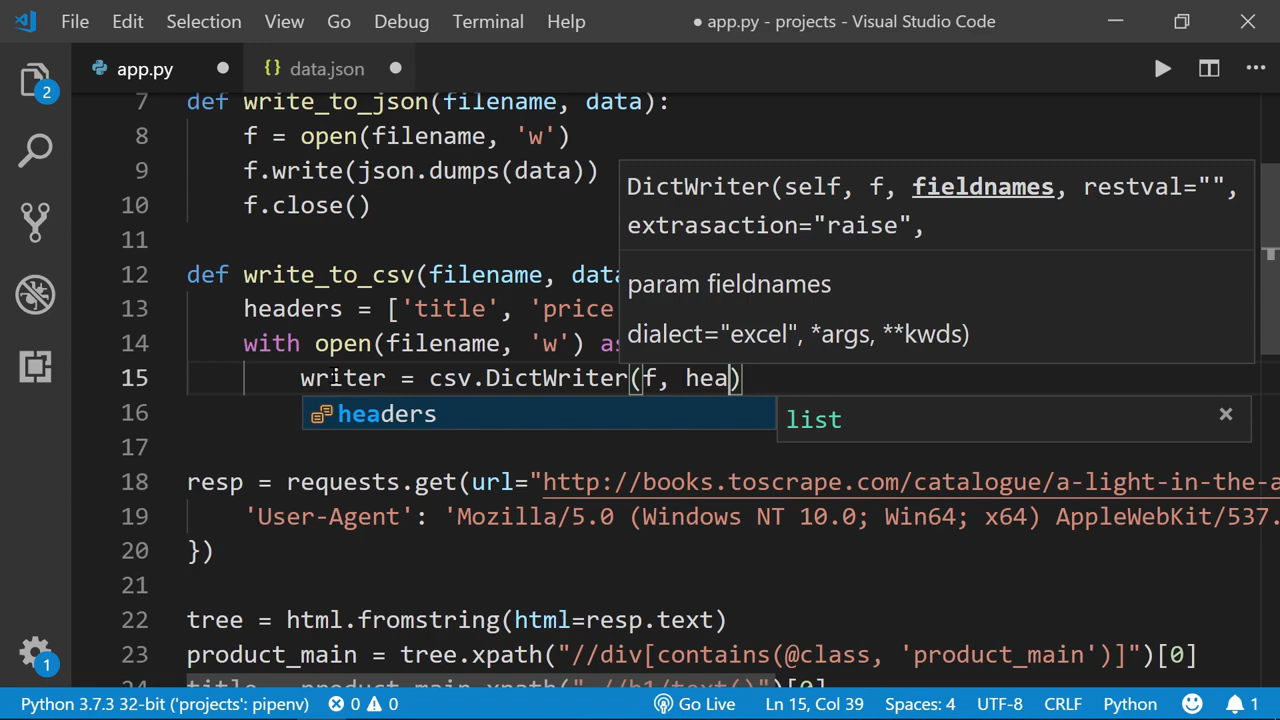 File Edit Selection View Go Debug Terminal Help ● app.py - projects - Visual Studio Code
app.py ● {} data.json ●
2
7 def write_to_json(filename, data):
8 f = open(filename, 'w')
9 f.write(json.dumps(data))
10 f.close()
11
12 def write_to_csv(filename, data
13 headers = ['title', 'price
14 with open(filename, 'w') as
15 writer = csv.DictWriter(f, hea)
16
17
18 resp = requests.get(url="http://books.toscrape.com/catalogue/a-light-in-the-a
19 'User-Agent': 'Mozilla/5.0 (Windows NT 10.0; Win64; x64) AppleWebKit/537.
20 })
21
22 tree = html.fromstring(html=resp.text)
23 product_main = tree.xpath("//div[contains(@class, 'product_main')]")[0]
24 title = product_main.xpath(".//h1/text()")[0]
DictWriter(self, f, fieldnames, restval="",
extrasaction="raise",
param fieldnames
dialect="excel", *args, **kwds)
headers
list
1
Python 3.7.3 32-bit ('projects': pipenv) 0 0 Go Live Ln 15, Col 39 Spaces: 4 UTF-8 CRLF Python 1